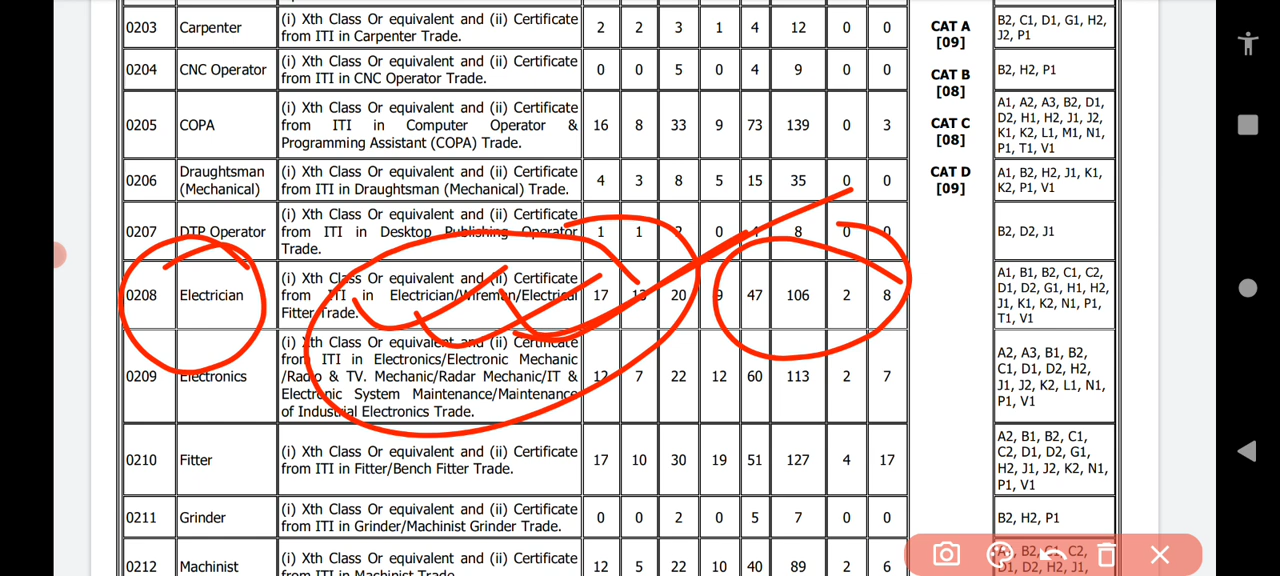 0203 Carpenter (i) Xth Class Or equivalent and (ii) Certificate 2 2 3 1 4 12 0 0 B2, C1, D1, G1, H2,
from ITI in Carpenter Trade. J2, P1
CAT A
[09]
0204 CNC Operator (i) Xth Class Or equivalent and (ii) Certificate 0 0 5 0 4 9 0 0 B2, H2, P1
from ITI in CNC Operator Trade.
CAT B
[08]
0205 COPA (i) Xth Class Or equivalent and (ii) Certificate 16 8 33 9 73 139 0 3 A1, A2, A3, B2, D1,
from ITI in Computer Operator & D2, H1, H2, J1, J2,
Programming Assistant (COPA) Trade. K1, K2, L1, M1, N1,
P1, T1, V1
CAT C
[08]
0206 Draughtsman (i) Xth Class Or equivalent and (ii) Certificate 4 3 8 5 15 35 0 0 A1, B2, H2, J1, K1,
(Mechanical) from ITI in Draughtsman (Mechanical) Trade. K2, P1, V1
CAT D
[09]
0207 DTP Operator (i) Xth Class Or equivalent and (ii) Certificate 1 1 2 0 8 0 0 B2, D2, J1
from ITI in Desktop Publishing Operator
Trade.
0208 Electrician (i) Xth Class Or equivalent and (ii) Certificate 17 20 9 47 106 2 8 A1, B1, B2, C1, C2,
from ITI in Electrician/Wireman/Electrical D1, D2, G1, H1, H2,
Fitter Trade. J1, K1, K2, N1, P1,
T1, V1
0209 Electronics (i) Xth Class Or equivalent and (ii) Certificate 12 7 22 12 60 113 2 7 A2, A3, B1, B2,
from ITI in Electronics/Electronic Mechanic C1, D1, D2, H2,
/Radio & TV. Mechanic/Radar Mechanic/IT & J1, J2, K2, L1, N1,
Electronic System Maintenance/Maintenance P1, V1
of Industrial Electronics Trade.
0210 Fitter (i) Xth Class Or equivalent and (ii) Certificate 17 10 30 19 51 127 4 17 A2, B1, B2, C1,
from ITI in Fitter/Bench Fitter Trade. C2, D1, D2, G1,
H2, J1, J2, K2, N1,
P1, V1
0211 Grinder (i) Xth Class Or equivalent and (ii) Certificate 0 0 2 0 5 7 0 0 B2, H2, P1
from ITI in Grinder/Machinist Grinder Trade.
0212 Machinist (i) Xth Class Or equivalent and (ii) Certificate 12 5 22 10 40 89 2 6 B2, C1, C2,
from ITI in Machinist Trade. D1, D2, H2, J1,